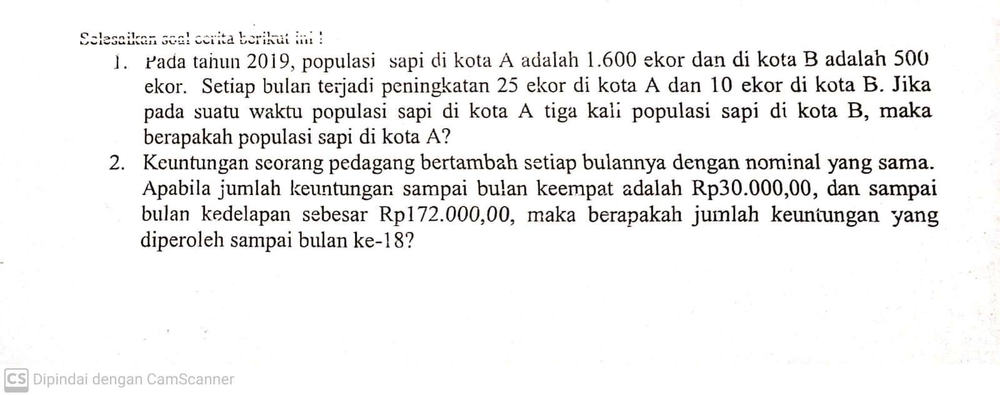 Selesaikan soal cerita berikut ini !
1. Pada tahun 2019, populasi sapi di kota A adalah 1.600 ekor dan di kota B adalah 500
ekor. Setiap bulan terjadi peningkatan 25 ekor di kota A dan 10 ekor di kota B. Jika
pada suatu waktu populasi sapi di kota A tiga kali populasi sapi di kota B, maka
berapakah populasi sapi di kota A?
2. Keuntungan seorang pedagang bertambah setiap bulannya dengan nominal yang sama.
Apabila jumlah keuntungan sampai bulan keempat adalah Rp30.000,00, dan sampai
bulan kedelapan sebesar Rp172.000,00, maka berapakah jumlah keuntungan yang
diperoleh sampai bulan ke-18?
CS Dipindai dengan CamScanner